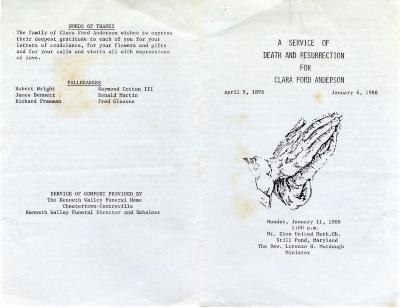 WORDS OF THANKS
The family of Clara Ford Anderson wishes to express
their deepest gratitude to each of you for your
letters of condolence, for your flowers and gifts
and for your calls and visits all with expressions
of love.
PALLBEARERS
Robert Wright Raymond Cotton III
James Bennett Ronald Martin
Richard Freeman Fred Gleaven
SERVICE OF COMFORT PROVIDED BY
The Kenneth Walley Funeral Home
Chestertown-Centreville
Kenneth Walley Funeral Director and Embalmer
A SERVICE OF
DEATH AND RESURRECTION
FOR
CLARA FORD ANDERSON
April 9, 1895 January 6, 1988
Monday, January 11, 1988
1:00 p.m.
Mt. Zion United Meth.Ch.
Still Pond, Maryland
The Rev. Lorenzo B. Murdaugh
Minister